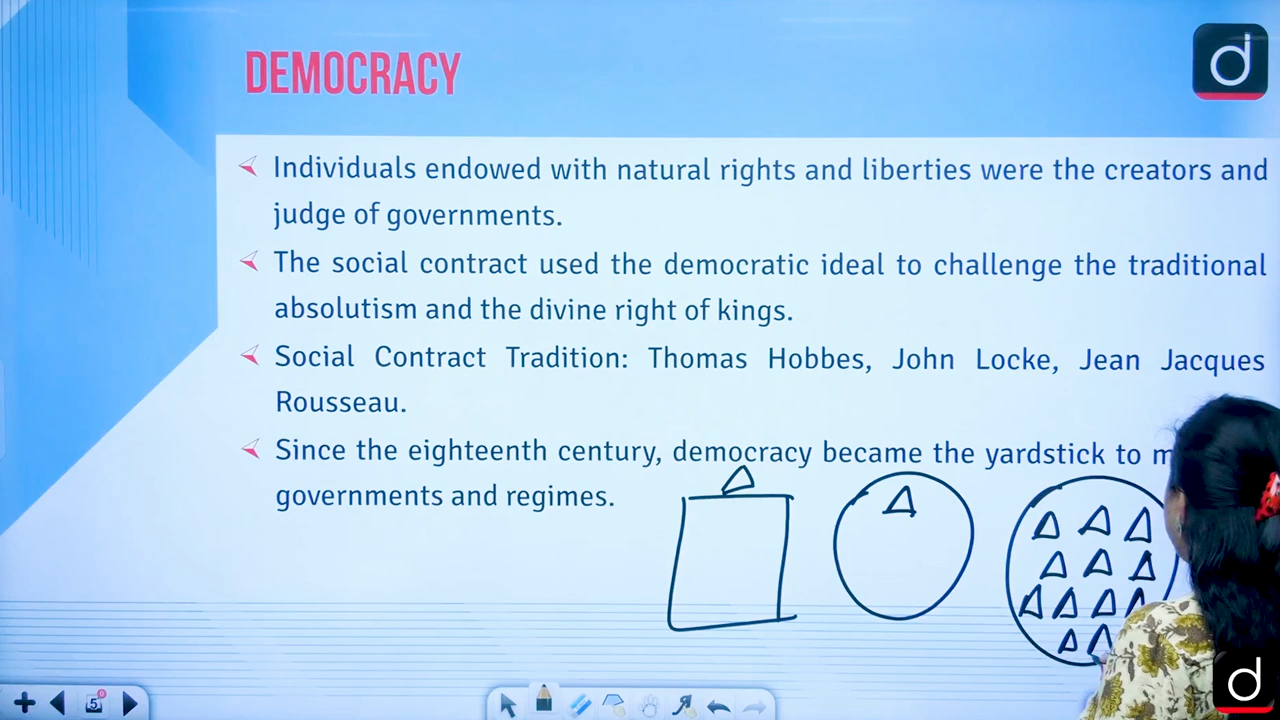 DEMOCRACY
Individuals endowed with natural rights and liberties were the creators and
judge of governments.
The social contract used the democratic ideal to challenge the traditional
absolutism and the divine right of kings.
Social Contract Tradition: Thomas Hobbes, John Locke, Jean Jacques
Rousseau.
Since the eighteenth century, democracy became the yardstick to
governments and regimes.
d
5
d